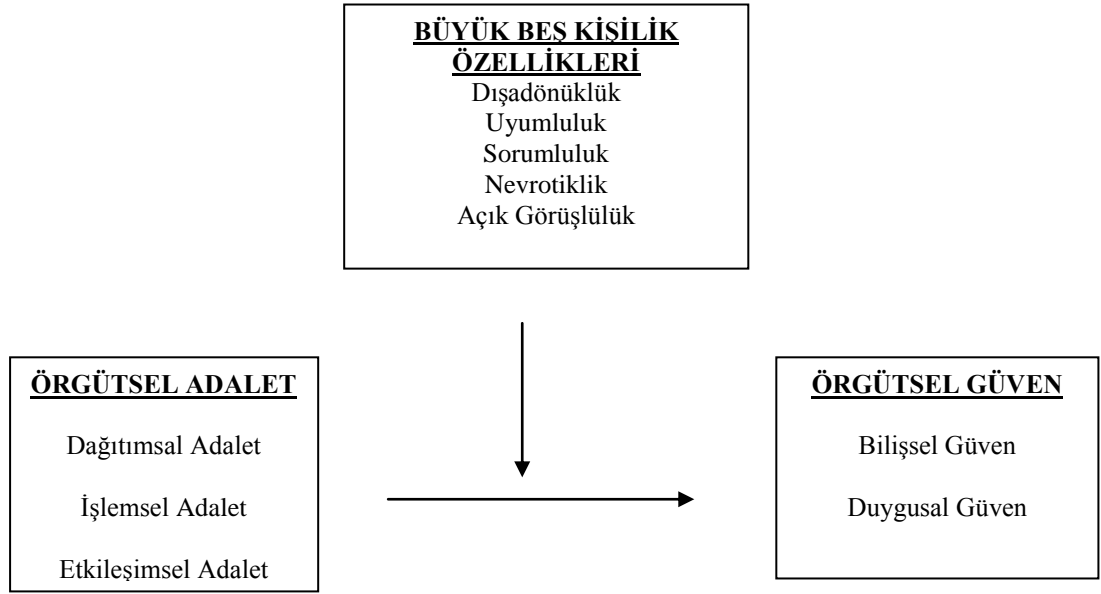 BÜYÜK BEŞ KİŞİLİK
ÖZELLİKLERİ
Dışadönüklük
Uyumluluk
Sorumluluk
Nevrotiklik
Açık Görüşlülük
ÖRGÜTSEL ADALET
Dağıtımsal Adalet
İşlemsel Adalet
Etkileşimsel Adalet
ÖRGÜTSEL GÜVEN
Bilişsel Güven
Duygusal Güven